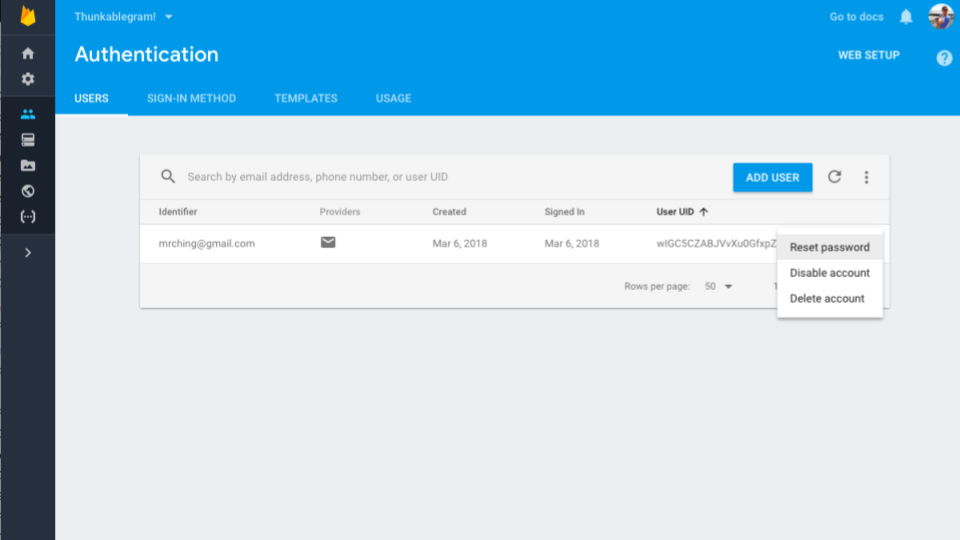 Thunkablegram!
Go to docs
Authentication
WEB SETUP
USERS SIGN-IN METHOD TEMPLATES USAGE
Search by email address, phone number, or user UID
ADD USER
Identifier Providers Created Signed In User UID
mrching@gmail.com Mar 6, 2018 Mar 6, 2018
Reset password
Disable account
Delete account
Rows per page: 50